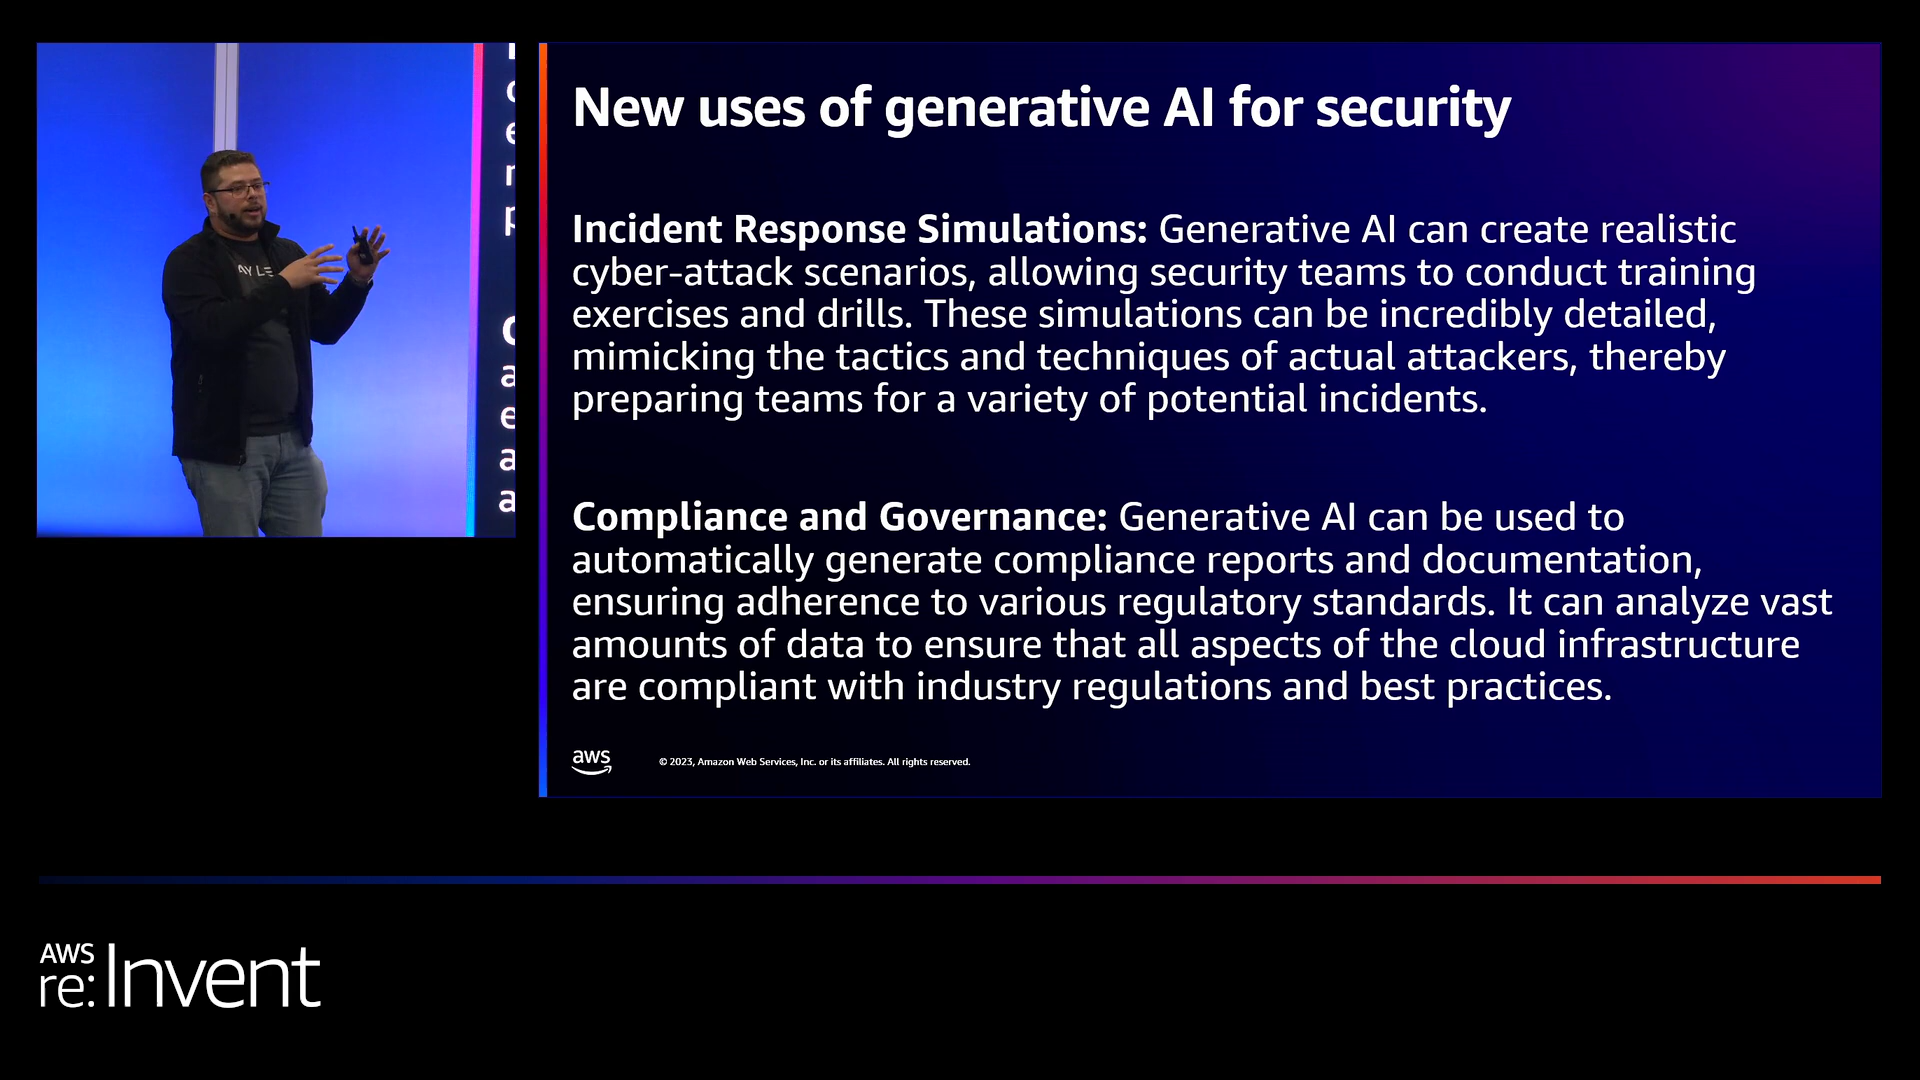 New uses of generative AI for security
Incident Response Simulations: Generative AI can create realistic
cyber-attack scenarios, allowing security teams to conduct training
exercises and drills. These simulations can be incredibly detailed,
mimicking the tactics and techniques of actual attackers, thereby
preparing teams for a variety of potential incidents.
Compliance and Governance: Generative AI can be used to
automatically generate compliance reports and documentation,
ensuring adherence to various regulatory standards. It can analyze vast
amounts of data to ensure that all aspects of the cloud infrastructure
are compliant with industry regulations and best practices.
aws
© 2023, Amazon Web Services, Inc. or its affiliates. All rights reserved.
AWS
re:Invent